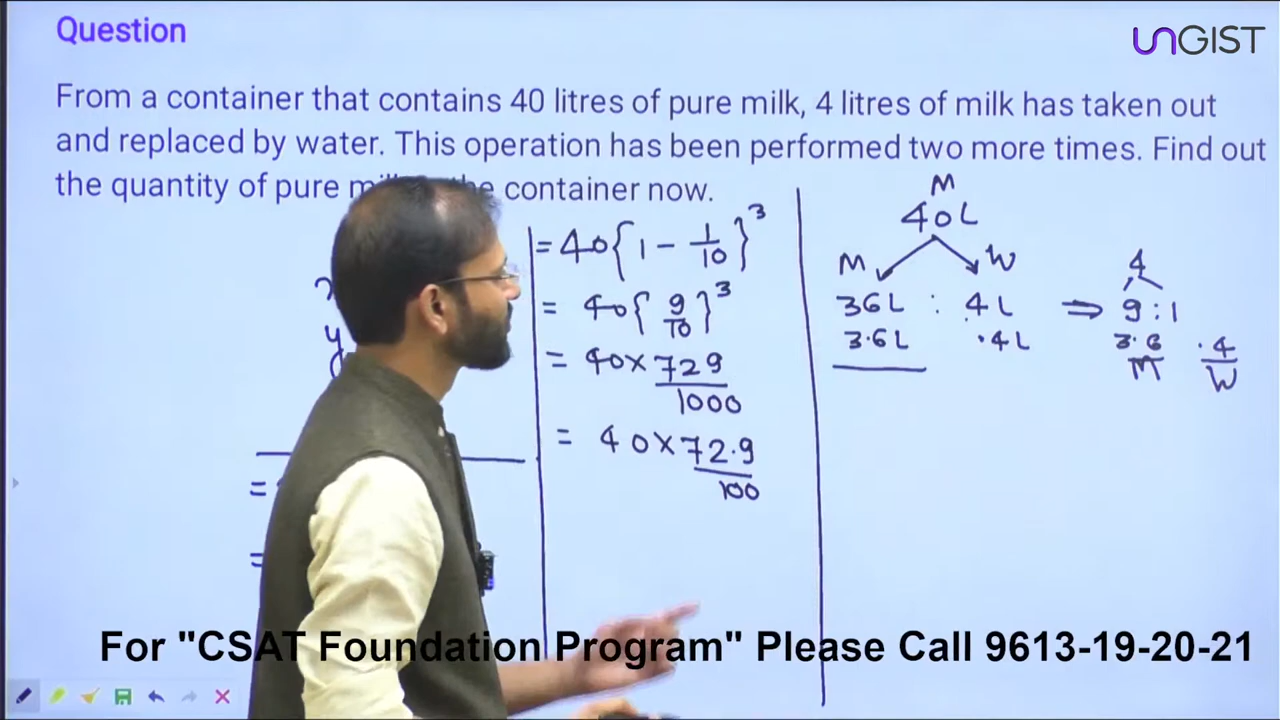 Question
UNGIST
From a container that contains 40 litres of pure milk, 4 litres of milk has taken out
and replaced by water. This operation has been performed two more times. Find out
the quantity of pure the container now.
= 40{1 - 1/10}³
= 40{9/10}³
= 40 × 729/1000
= 40 × 72.9/100
=
=
M
40L
M W
36L : 4L ⇒ 9:1
3.6L .4L
4
3.6 .4
M W
For "CSAT Foundation Program" Please Call 9613-19-20-21